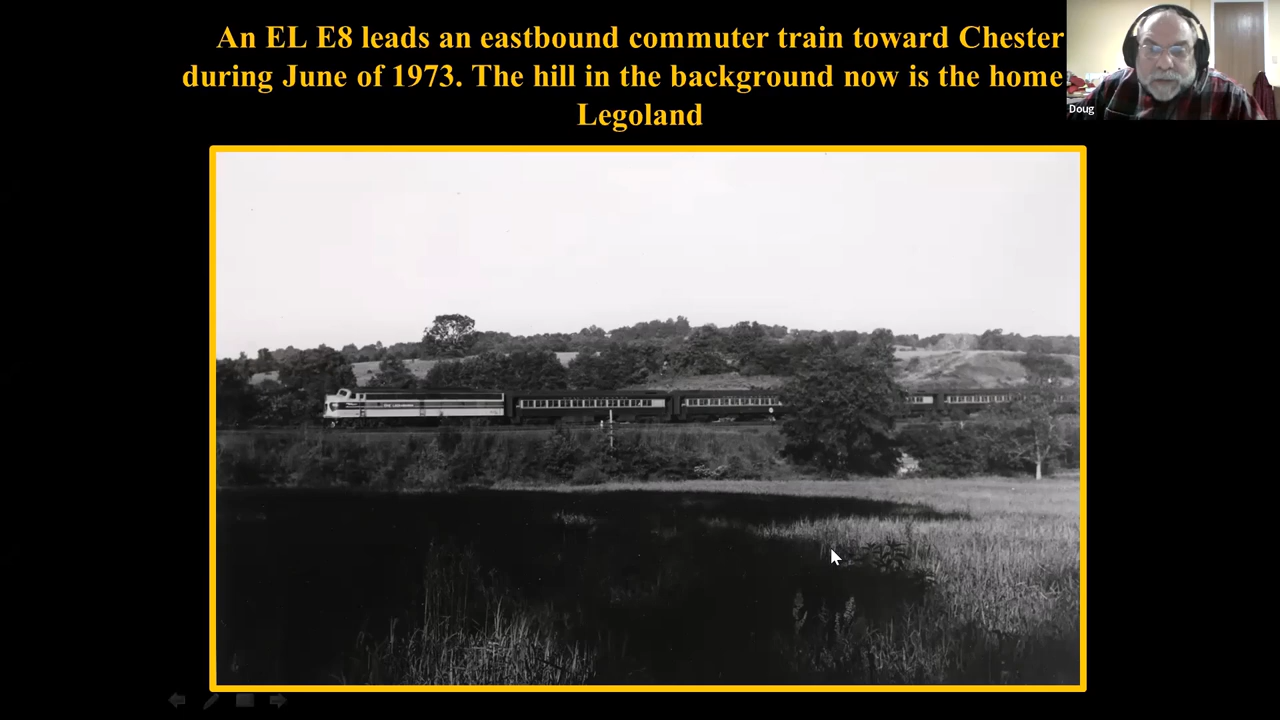 An EL E8 leads an eastbound commuter train toward Chester
during June of 1973. The hill in the background now is the home
Legoland
Doug